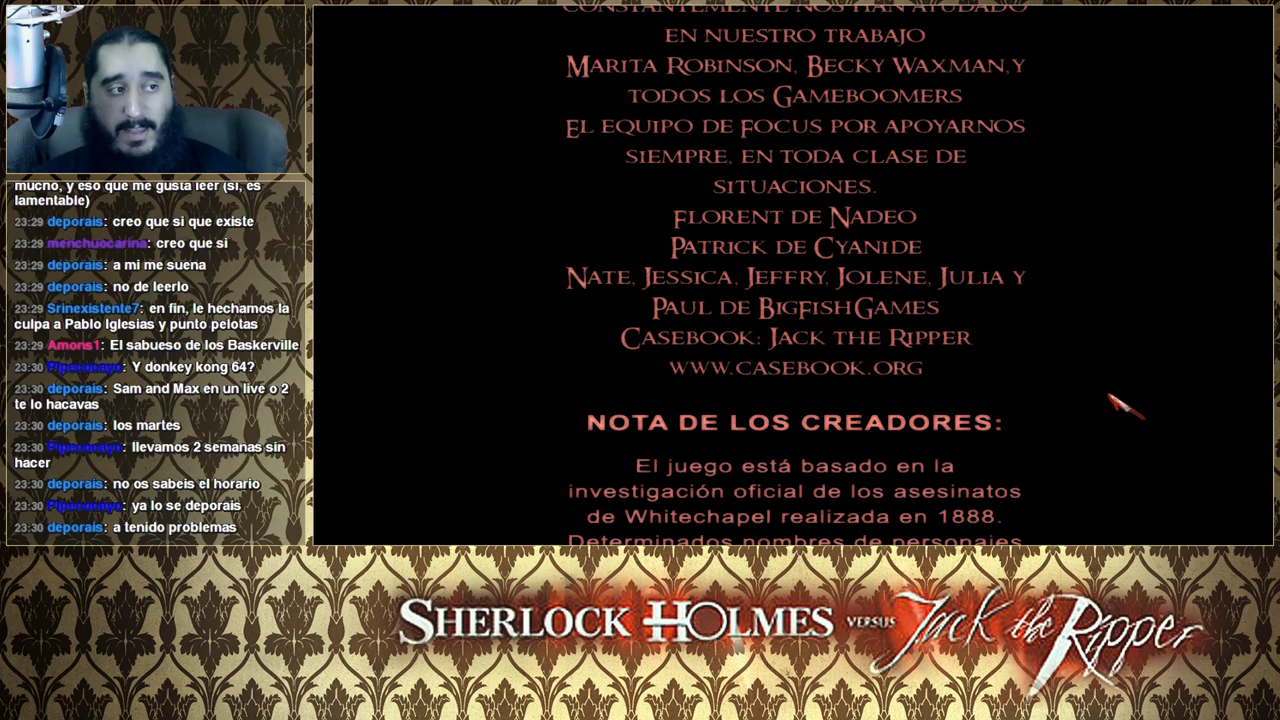 mucho, y eso que me gusta leer (si, es
lamentable)
23:29 deporais: creo que si que existe
23:29 menchuocarina: creo que si
23:29 deporais: a mi me suena
23:29 deporais: no de leerlo
23:29 Srinexistente7: en fin, le hechamos la
culpa a Pablo Iglesias y punto pelotas
23:29 Amoris1: El sabueso de los Baskerville
23:30 : Y donkey kong 64?
23:30 deporais: Sam and Max en un live o 2
te lo hacavas
23:30 deporais: los martes
23:30 : llevamos 2 semanas sin
hacer
23:30 deporais: no os sabeis el horario
23:30 : ya lo se deporais
23:30 deporais: a tenido problemas
CONSTANTEMENTE NOS HAN AYUDADO
EN NUESTRO TRABAJO
MARITA ROBINSON, BECKY WAXMAN,Y
TODOS LOS GAMEBOOMERS
EL EQUIPO DE FOCUS POR APOYARNOS
SIEMPRE, EN TODA CLASE DE
SITUACIONES.
FLORENT DE NADEO
PATRICK DE CYANIDE
NATE, JESSICA, JEFFRY, JOLENE, JULIA Y
PAUL DE BIGFISHGAMES
CASEBOOK: JACK THE RIPPER
WWW.CASEBOOK.ORG
NOTA DE LOS CREADORES:
El juego está basado en la
investigación oficial de los asesinatos
de Whitechapel realizada en 1888.
Determinados nombres de personajes
SHERLOCK HOLMES VERSUS Jack the Ripper